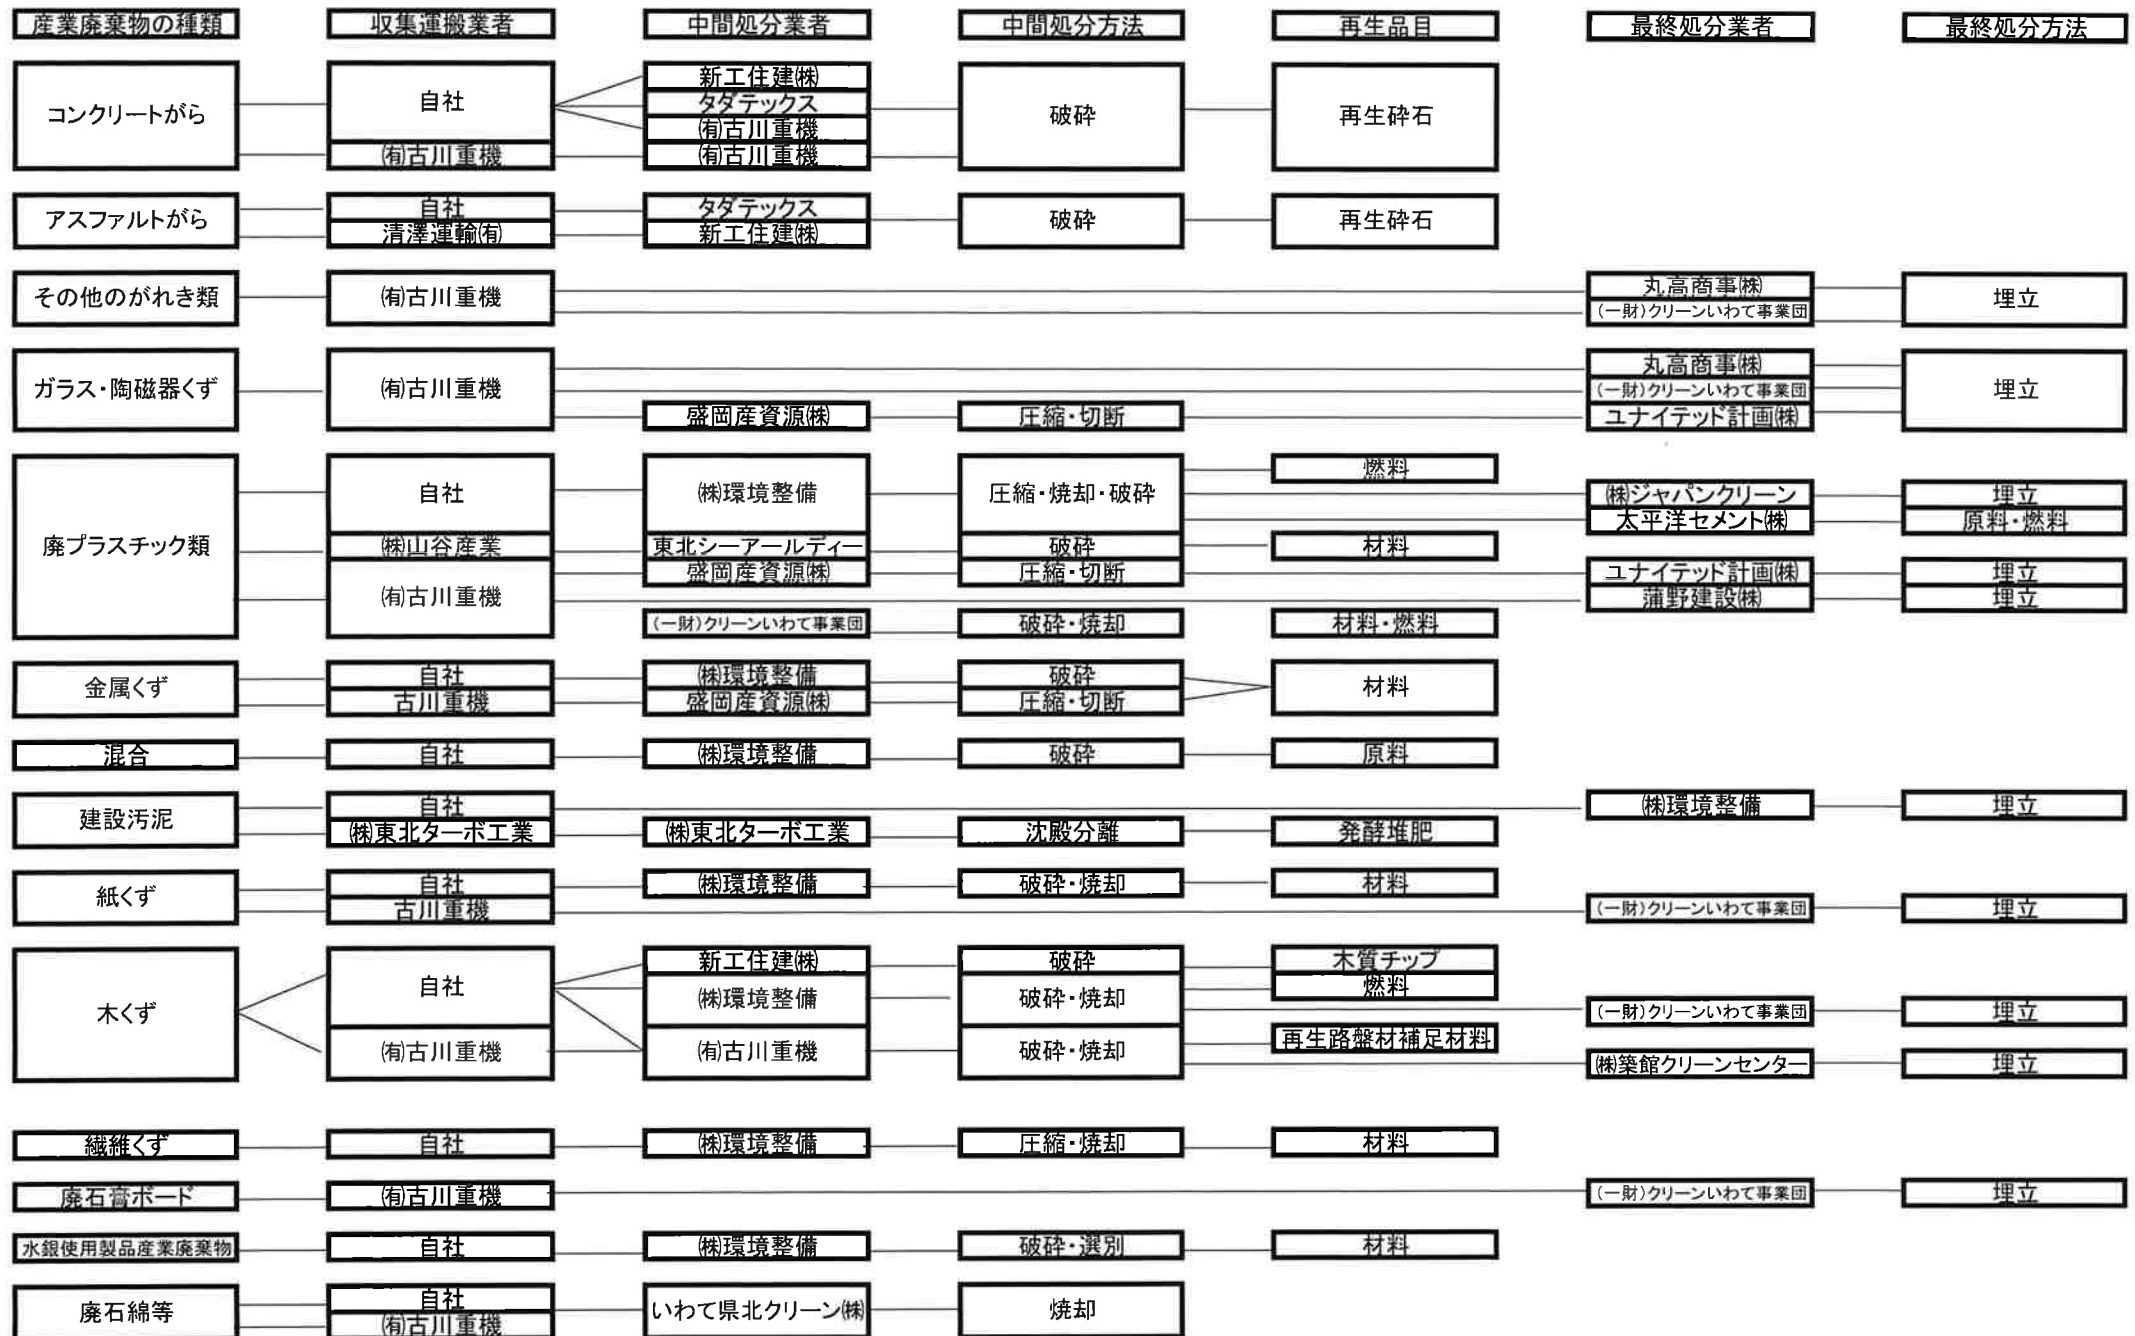 産業廃棄物の種類 収集運搬業者 中間処分業者 中間処分方法 再生品目 最終処分業者 最終処分方法
コンクリートがら 自社 新工住建㈱ 破砕 再生砕石
タダテックス
㈲古川重機
㈲古川重機 ㈲古川重機
アスファルトがら 自社 タダテックス 破砕 再生砕石
清澤運輸㈲ 新工住建㈱
その他のがれき類 ㈲古川重機 丸高商事㈱ 埋立
(一財)クリーンいわて事業団
ガラス・陶磁器くず ㈲古川重機 丸高商事㈱ 埋立
(一財)クリーンいわて事業団
盛岡産資源㈱ 圧縮・切断 ユナイテッド計画㈱
廃プラスチック類 自社 ㈱環境整備 圧縮・焼却・破砕 燃料
㈱ジャパンクリーン 埋立
太平洋セメント㈱ 原料・燃料
㈱山谷産業 東北シーアールディー 破砕 材料
㈲古川重機 盛岡産資源㈱ 圧縮・切断 ユナイテッド計画㈱ 埋立
蒲野建設㈱ 埋立
(一財)クリーンいわて事業団 破砕・焼却 材料・燃料
金属くず 自社 ㈱環境整備 破砕 材料
古川重機 盛岡産資源㈱ 圧縮・切断
混合 自社 ㈱環境整備 破砕 原料
建設汚泥 自社 ㈱環境整備 埋立
㈱東北ターボ工業 ㈱東北ターボ工業 沈殿分離 発酵堆肥
紙くず 自社 ㈱環境整備 破砕・焼却 材料
古川重機 (一財)クリーンいわて事業団 埋立
木くず 自社 新工住建㈱ 破砕 木質チップ
㈱環境整備 破砕・焼却 燃料
(一財)クリーンいわて事業団 埋立
㈲古川重機 ㈲古川重機 破砕・焼却 再生路盤材補足材料
㈱築館クリーンセンター 埋立
繊維くず 自社 ㈱環境整備 圧縮・焼却 材料
廃石膏ボード ㈲古川重機 (一財)クリーンいわて事業団 埋立
水銀使用製品産業廃棄物 自社 ㈱環境整備 破砕・選別 材料
廃石綿等 自社 いわて県北クリーン㈱ 焼却
㈲古川重機